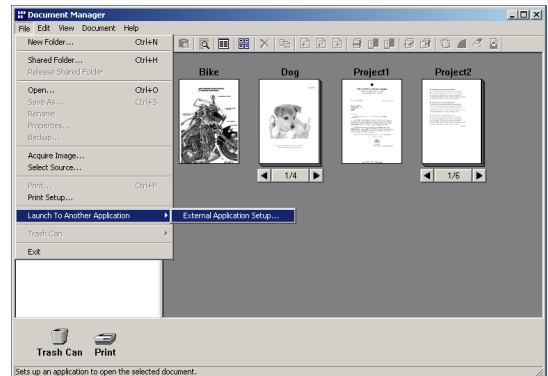 Document Manager
File Edit View Document Help
New Folder... Ctrl+N
Shared Folder... Ctrl+H
Release Shared Folder
Open... Ctrl+O
Save As... Ctrl+S
Rename
Properties...
Backup...
Acquire Image...
Select Source...
Print... Ctrl+P
Print Setup...
Launch To Another Application
External Application Setup...
Trash Can
Exit
Bike Dog Project1 Project2
1/4 1/6
Trash Can Print
Sets up an application to open the selected document.